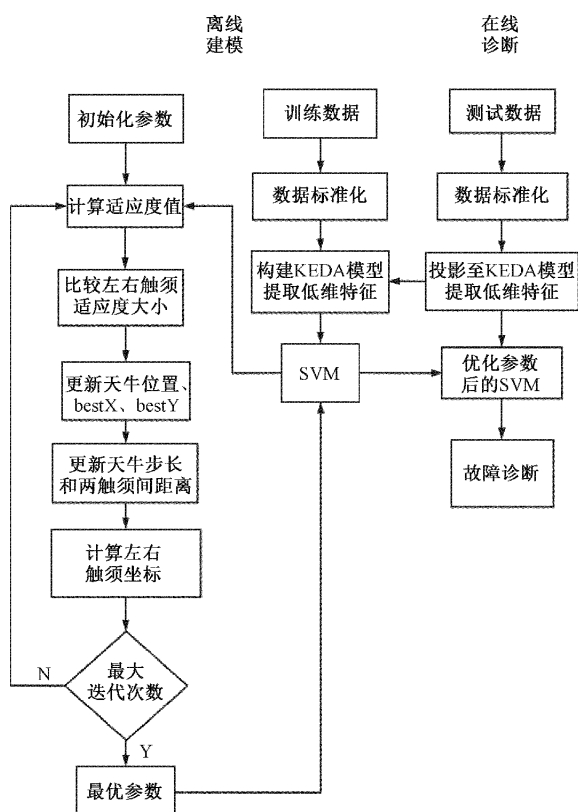 离线
建模
在线
诊断
初始化参数
计算适应度值
比较左右触须
适应度大小
更新天牛位置、
bestX、bestY
更新天牛步长
和两触须间距离
计算左右
触须坐标
最大
迭代次数
N
Y
最优参数
训练数据
数据标准化
构建KEDA模型
提取低维特征
SVM
测试数据
数据标准化
投影至KEDA模型
提取低维特征
优化参数
后的SVM
故障诊断